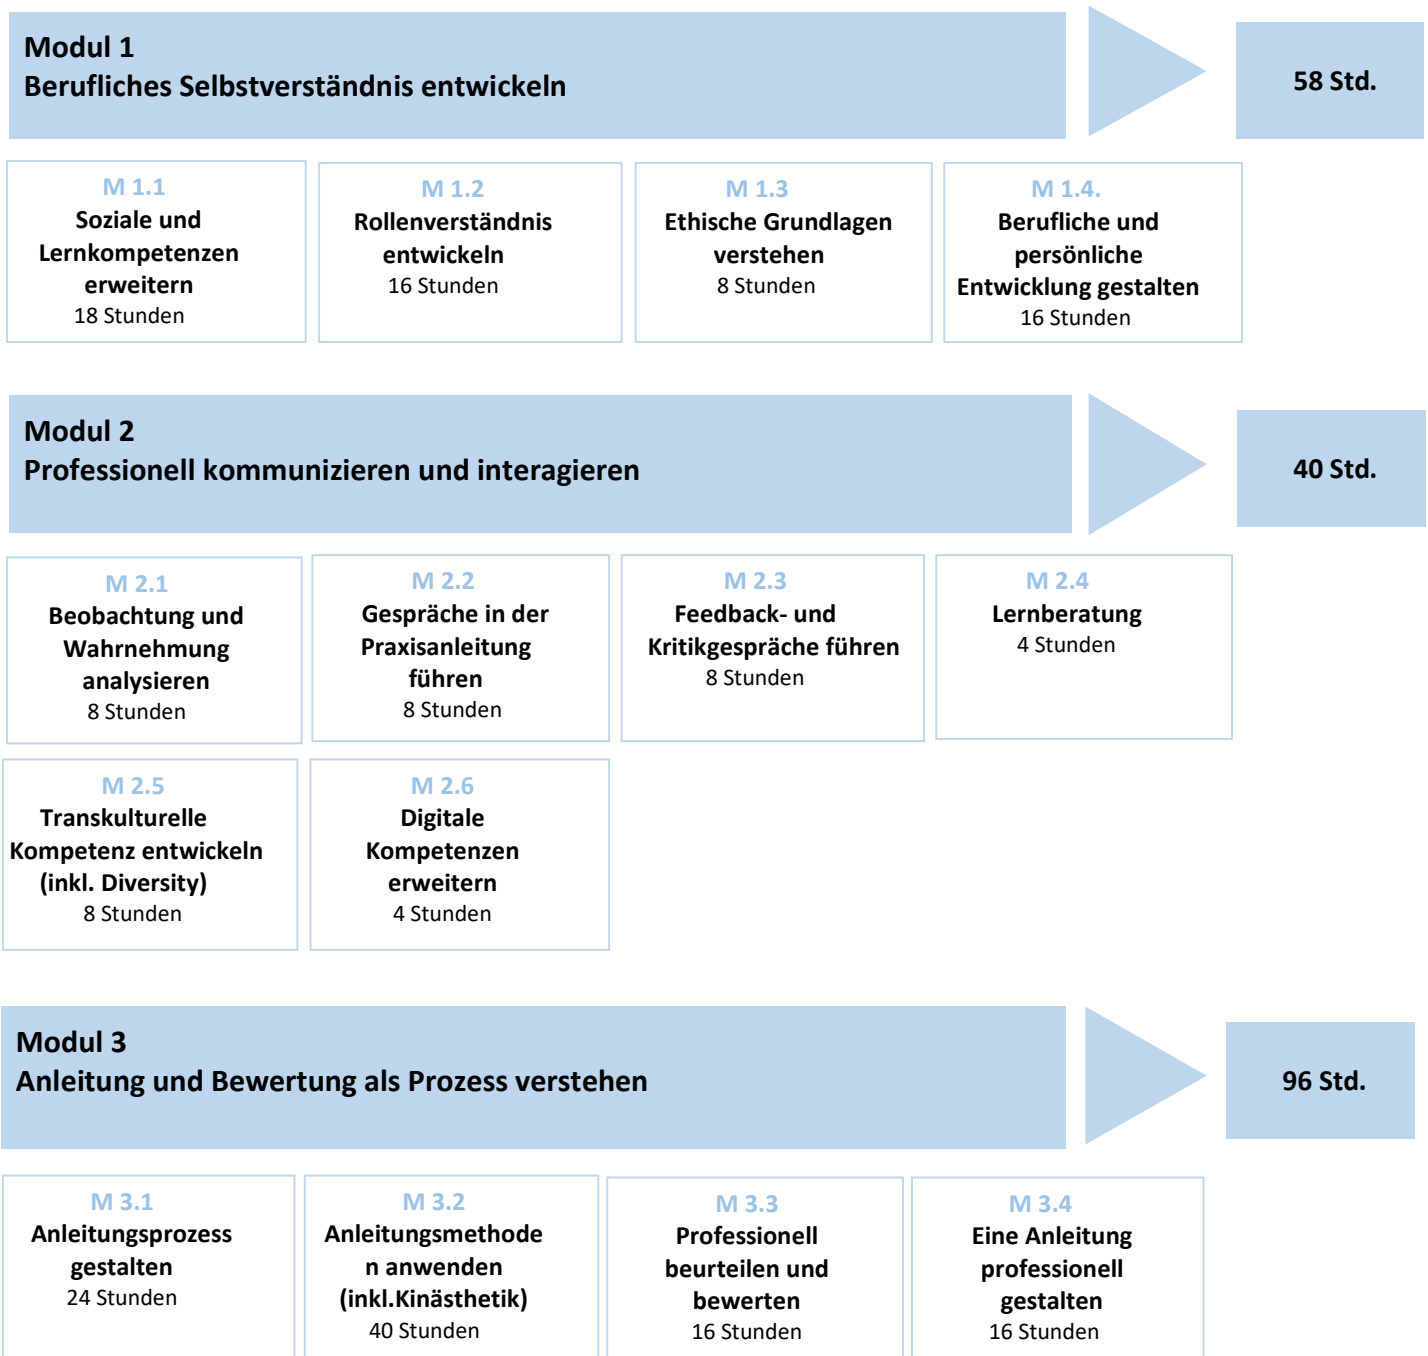 Modul 1
Berufliches Selbstverständnis entwickeln
58 Std.
M 1.1
Soziale und
Lernkompetenzen
erweitern
18 Stunden
M 1.2
Rollenverständnis
entwickeln
16 Stunden
M 1.3
Ethische Grundlagen
verstehen
8 Stunden
M 1.4.
Berufliche und
persönliche
Entwicklung gestalten
16 Stunden
Modul 2
Professionell kommunizieren und interagieren
40 Std.
M 2.1
Beobachtung und
Wahrnehmung
analysieren
8 Stunden
M 2.2
Gespräche in der
Praxisanleitung
führen
8 Stunden
M 2.3
Feedback- und
Kritikgespräche führen
8 Stunden
M 2.4
Lernberatung
4 Stunden
M 2.5
Transkulturelle
Kompetenz entwickeln
(inkl. Diversity)
8 Stunden
M 2.6
Digitale
Kompetenzen
erweitern
4 Stunden
Modul 3
Anleitung und Bewertung als Prozess verstehen
96 Std.
M 3.1
Anleitungsprozess
gestalten
24 Stunden
M 3.2
Anleitungsmethode
n anwenden
(inkl.Kinästhetik)
40 Stunden
M 3.3
Professionell
beurteilen und
bewerten
16 Stunden
M 3.4
Eine Anleitung
professionell
gestalten
16 Stunden